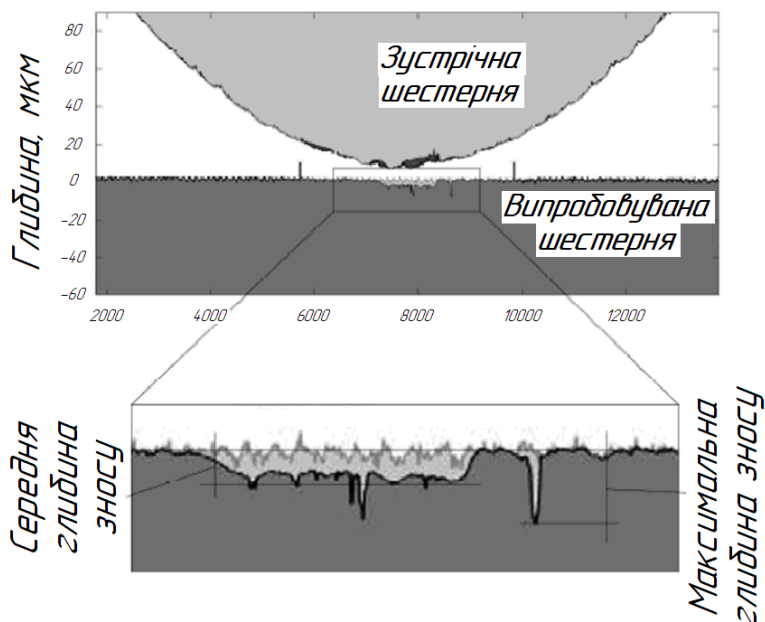 80
60
40
20
0
-20
-40
-60
Глибина, мкм
Зустрічна
шестерня
Випробовувана
шестерня
2000 4000 6000 8000 10000 12000
Середня
глибина
зносу
Максимальна
глибина зносу